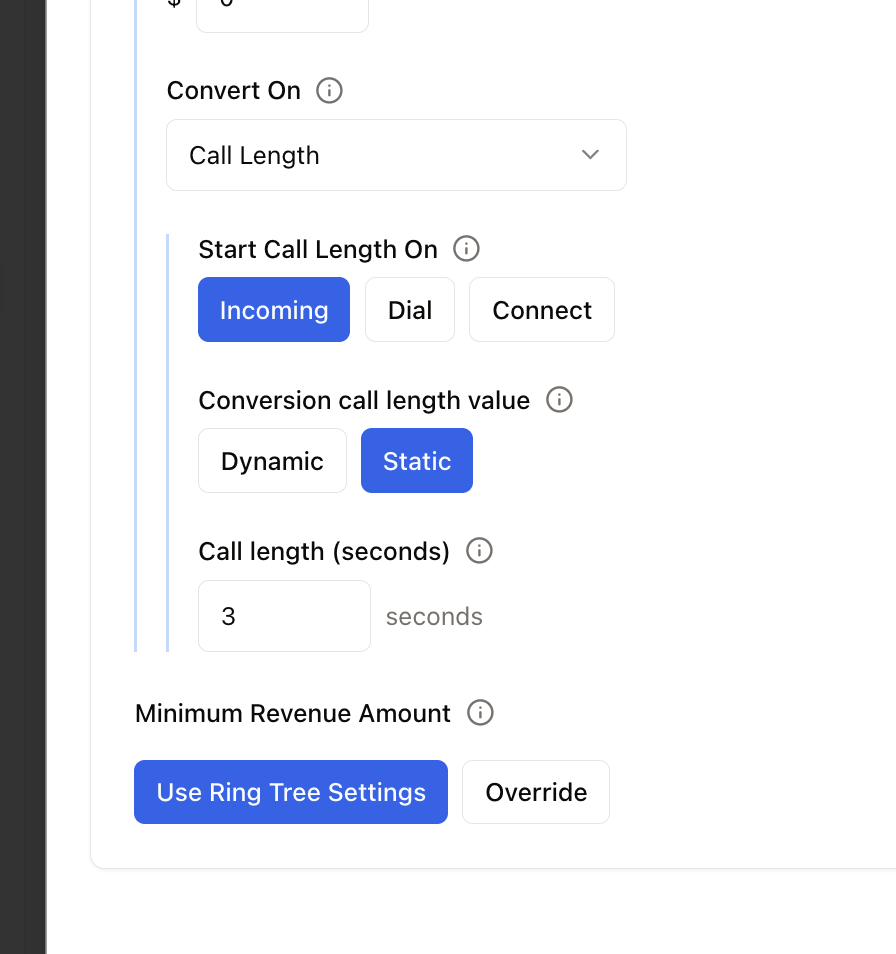 Convert On
Call Length
Start Call Length On
Incoming Dial Connect
Conversion call length value
Dynamic Static
Call length (seconds)
3 seconds
Minimum Revenue Amount
Use Ring Tree Settings Override